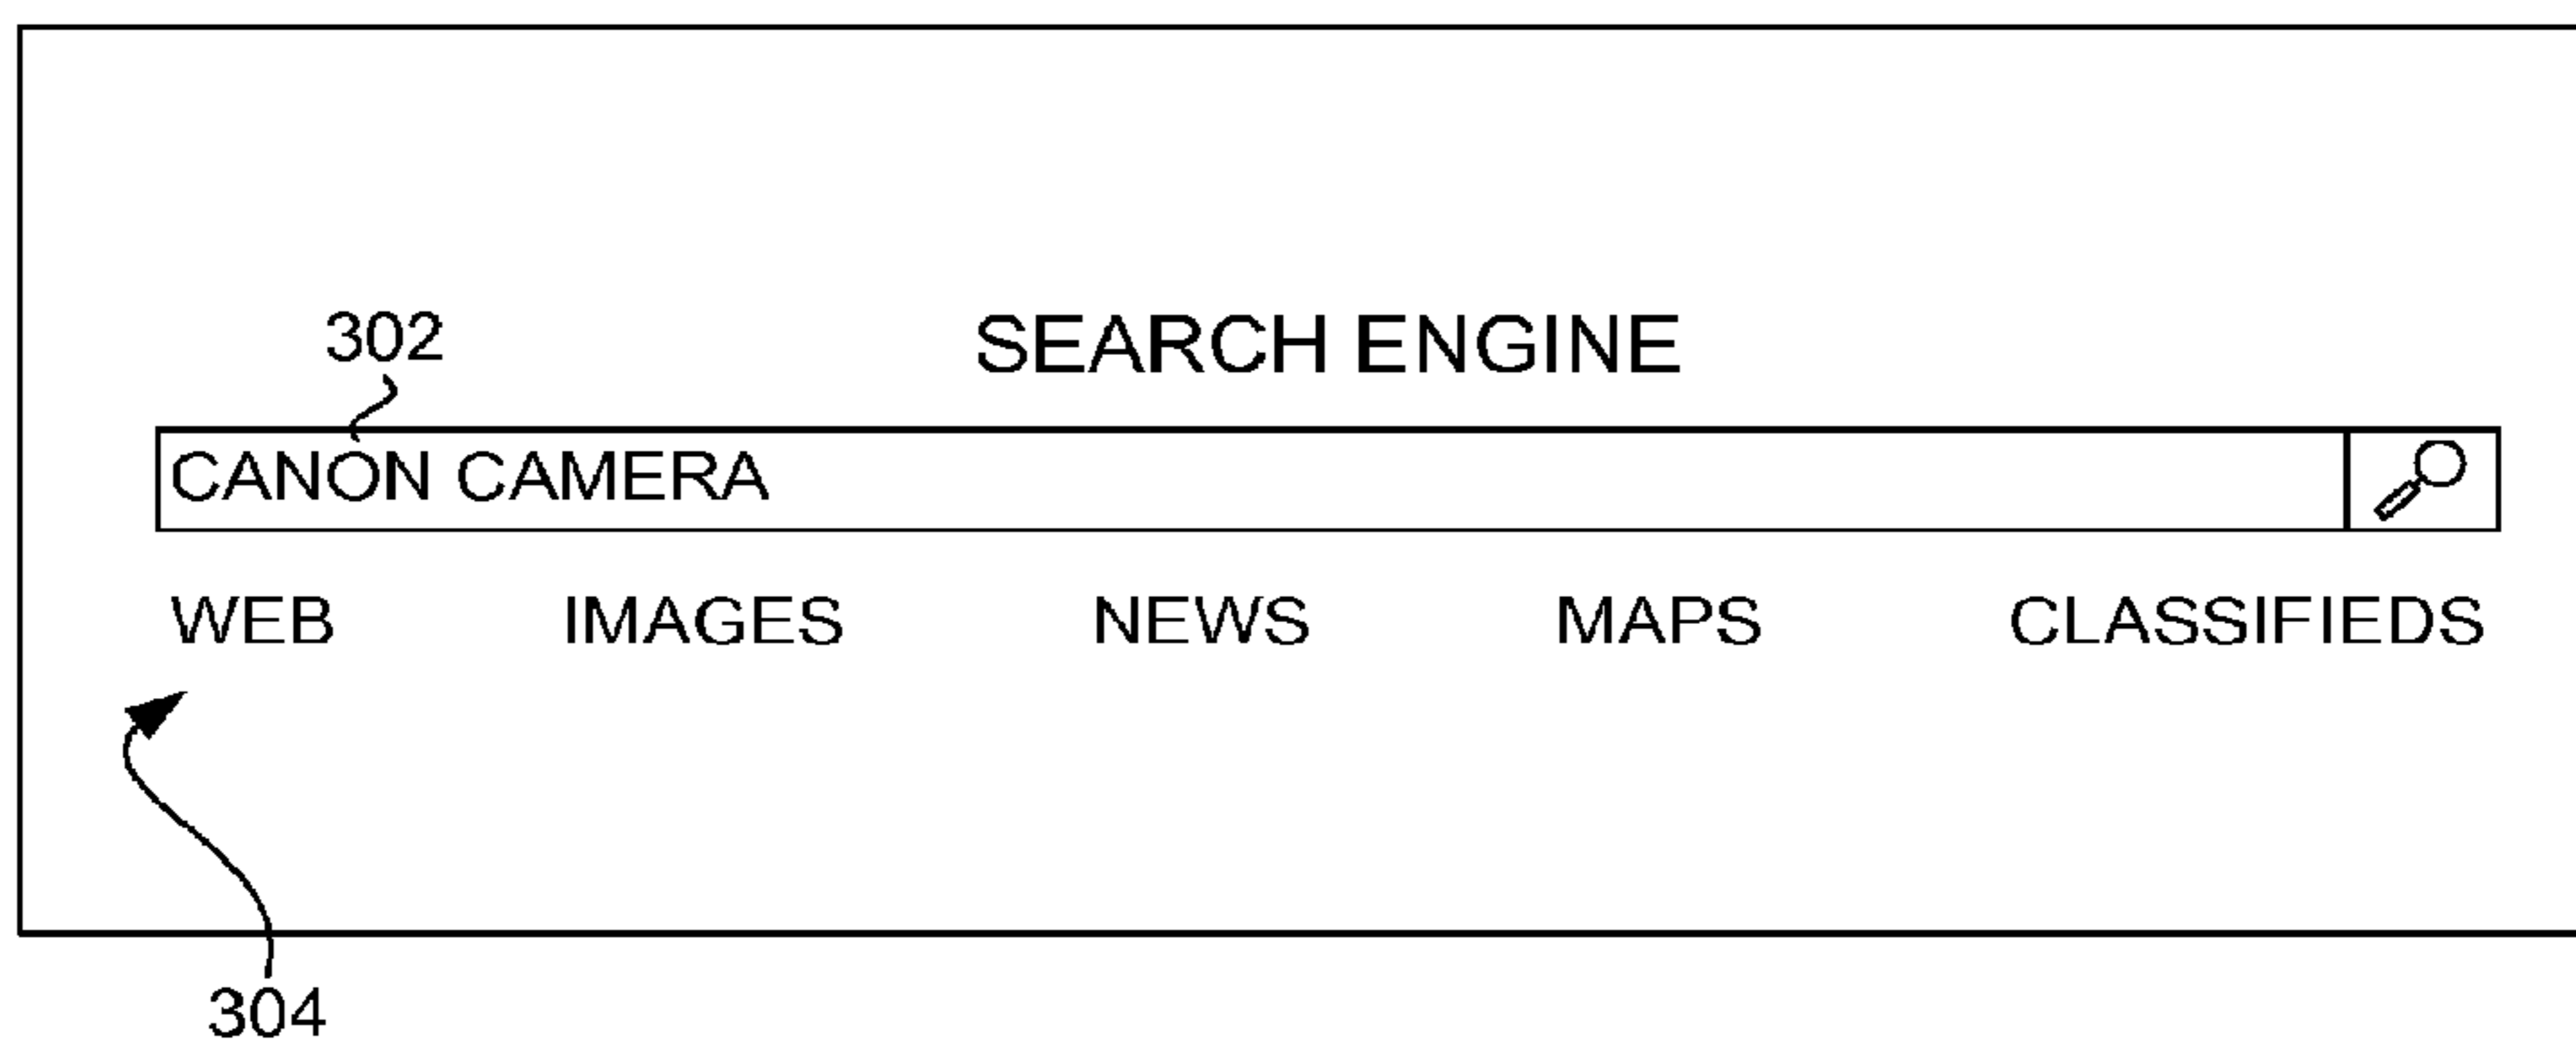 302
SEARCH ENGINE
CANON CAMERA
WEB IMAGES NEWS MAPS CLASSIFIEDS
304